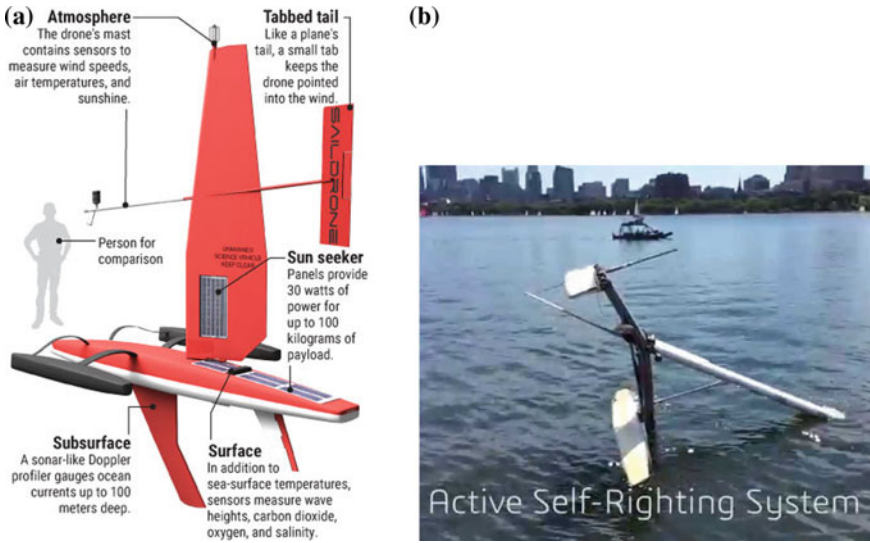 (a)
Atmosphere
The drone's mast
contains sensors to
measure wind speeds,
air temperatures, and
sunshine.
Tabbed tail
Like a plane's
tail, a small tab
keeps the
drone pointed
into the wind.
SAILDRONE
Person for
comparison
UNMANNED
SCIENCE VEHICLE
KEEP CLEAR
Sun seeker
Panels provide
30 watts of
power for
up to 100
kilograms of
payload.
Subsurface
A sonar-like Doppler
profiler gauges ocean
currents up to 100
meters deep.
Surface
In addition to
sea-surface temperatures,
sensors measure wave
heights, carbon dioxide,
oxygen, and salinity.
(b)
Active Self-Righting System